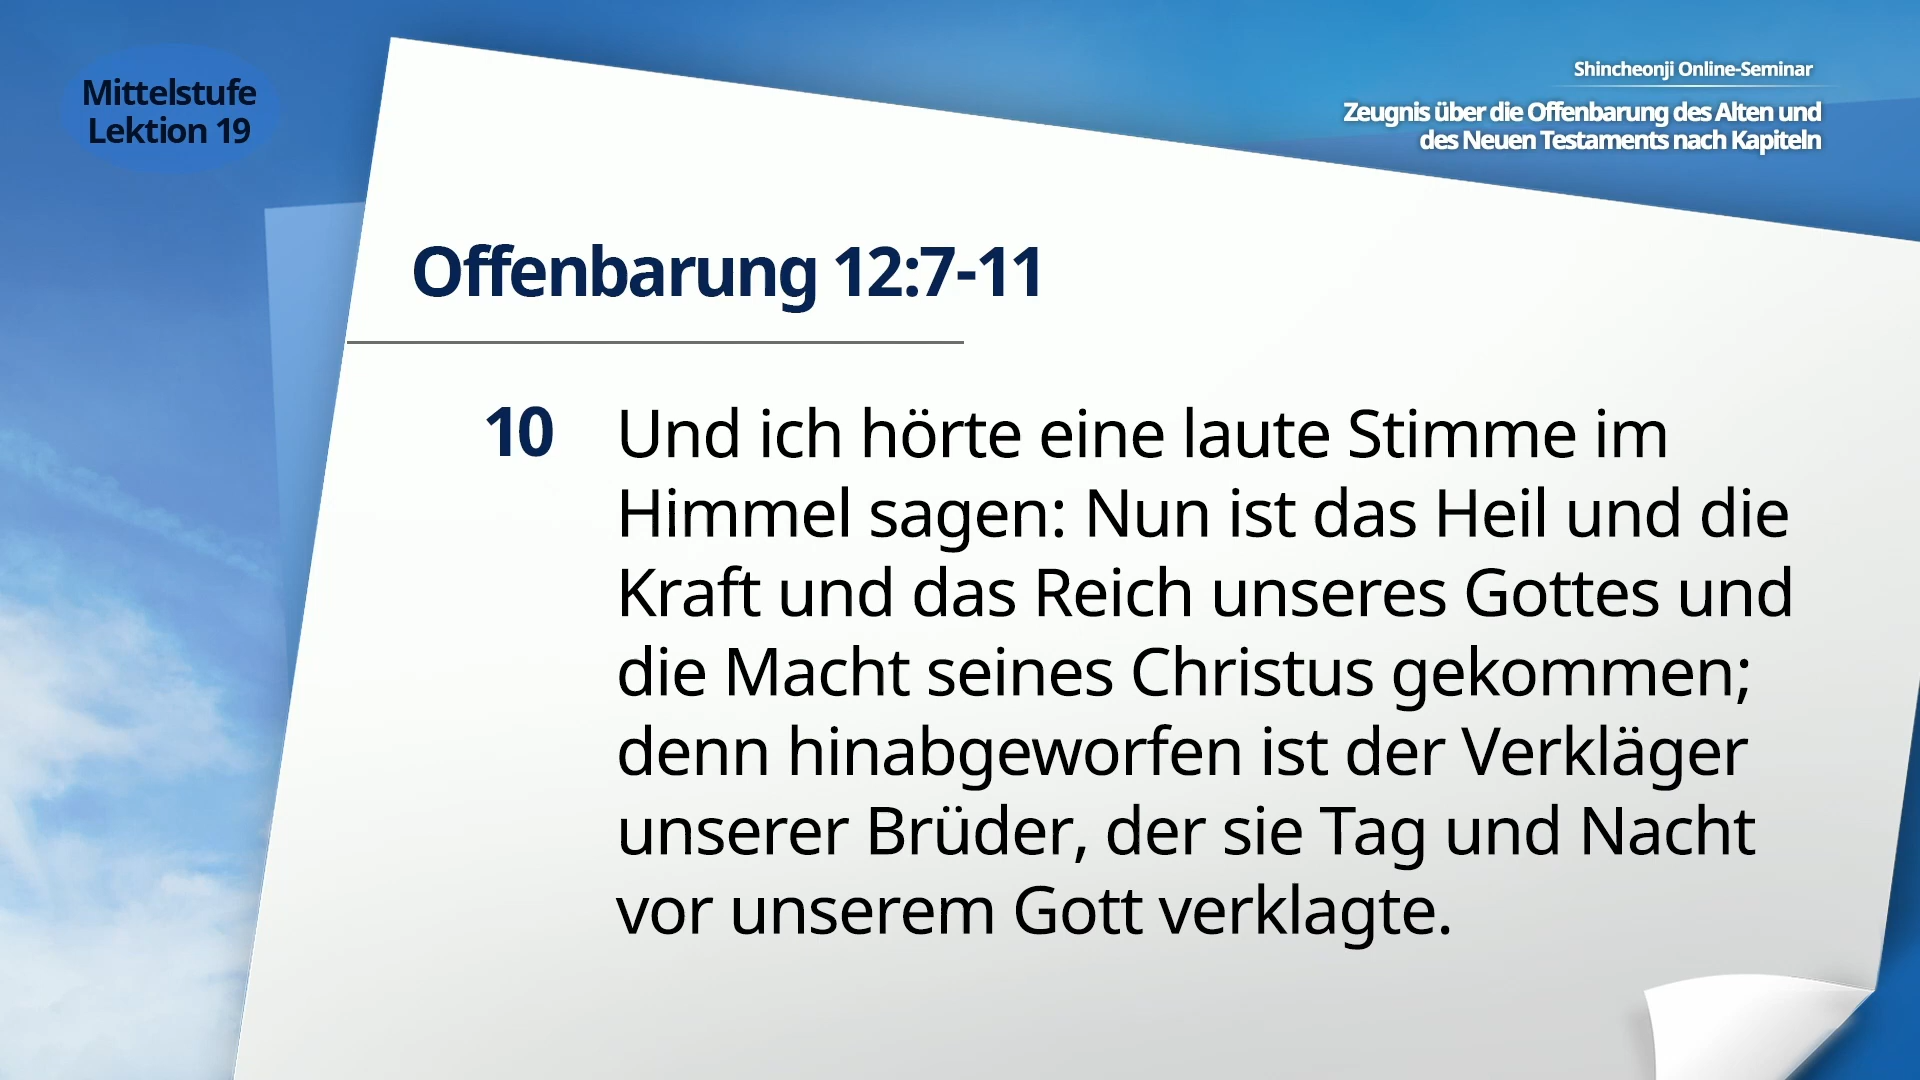 Mittelstufe
Lektion 19
Shincheonji Online-Seminar
Zeugnis über die Offenbarung des Alten und
des Neuen Testaments nach Kapiteln
Offenbarung 12:7-11
10 Und ich hörte eine laute Stimme im
Himmel sagen: Nun ist das Heil und die
Kraft und das Reich unseres Gottes und
die Macht seines Christus gekommen;
denn hinabgeworfen ist der Verkläger
unserer Brüder, der sie Tag und Nacht
vor unserem Gott verklagte.